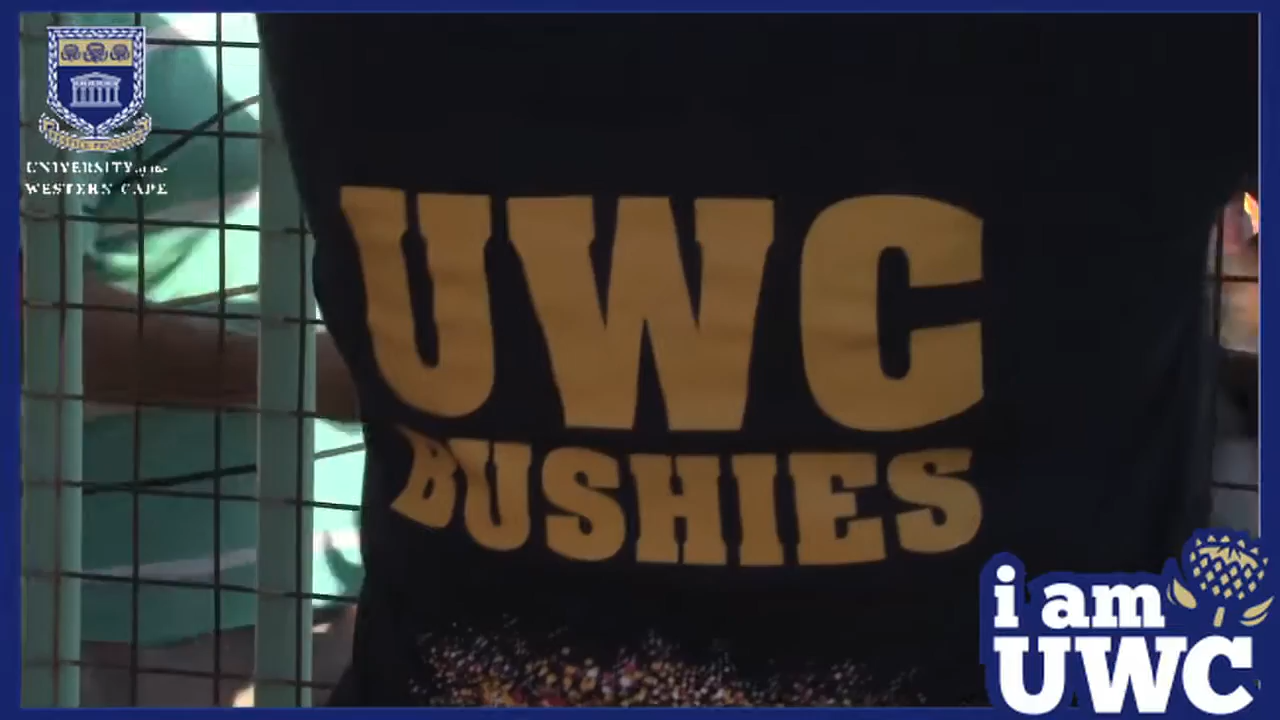 UNIVERSITY of the
WESTERN CAPE
UWC
BUSHIES
i am
UWC